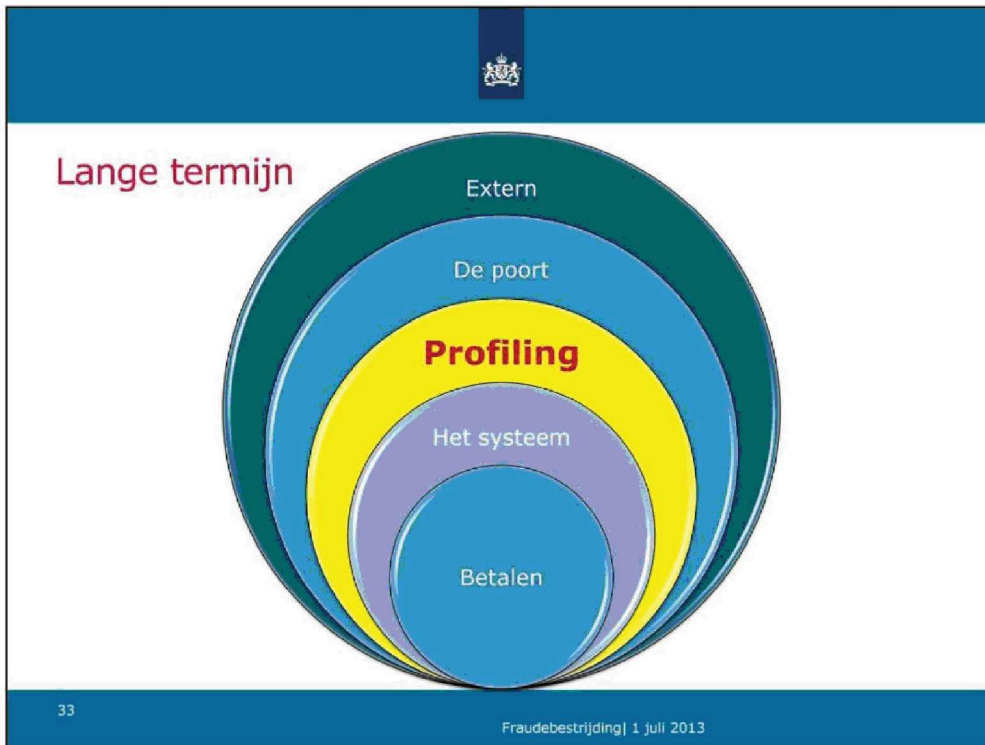 Lange termijn
Extern
De poort
Profiling
Het systeem
Betalen
33
Fraudebestrijding| 1 juli 2013